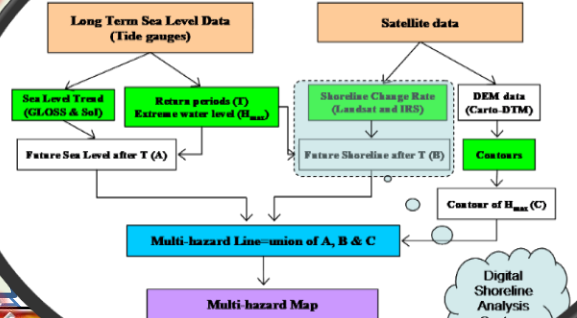 Long Term Sea Level Data
(Tide gauges)
Satellite data
Sea Level Trend
(GLOSS & SoI)
Return periods (T)
Extreme water level (Hmax)
Shoreline Change Rate
(Landsat and IRS)
DEM data
(Carto-DTM)
Future Sea Level after T (A)
Future Shoreline after T (B)
Contours
Contour of Hmax (C)
Multi-hazard Line=union of A, B & C
Multi-hazard Map
Digital
Shoreline
Analysis